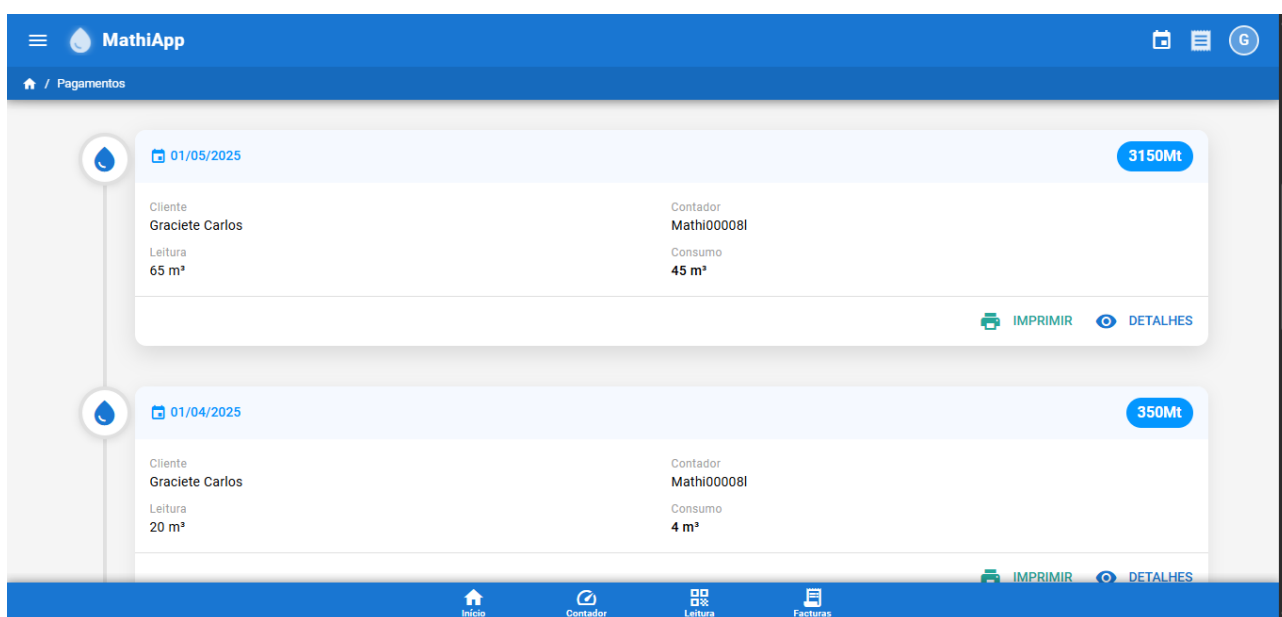 MathiApp
G
/ Pagamentos
01/05/2025 3150Mt
Cliente Contador
Graciete Carlos Mathi00008l
Leitura Consumo
65 m³ 45 m³
IMPRIMIR DETALHES
01/04/2025 350Mt
Cliente Contador
Graciete Carlos Mathi00008l
Leitura Consumo
20 m³ 4 m³
IMPRIMIR DETALHES
Início Contador Leitura Facturas